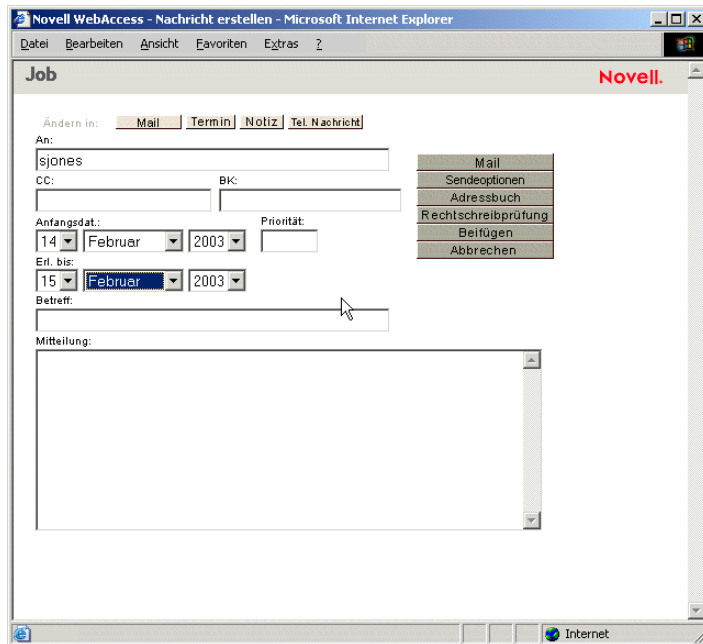 Novell WebAccess - Nachricht erstellen - Microsoft Internet Explorer
Datei Bearbeiten Ansicht Favoriten Extras ?
Job Novell.
Ändern in: Mail Termin Notiz Tel. Nachricht
An:
sjones
CC: BK:
Anfangsdat.: Priorität:
14 Februar 2003
Erl. bis:
15 Februar 2003
Betreff:
Mitteilung:
Mail
Sendeoptionen
Adressbuch
Rechtschreibprüfung
Beifügen
Abbrechen
Internet